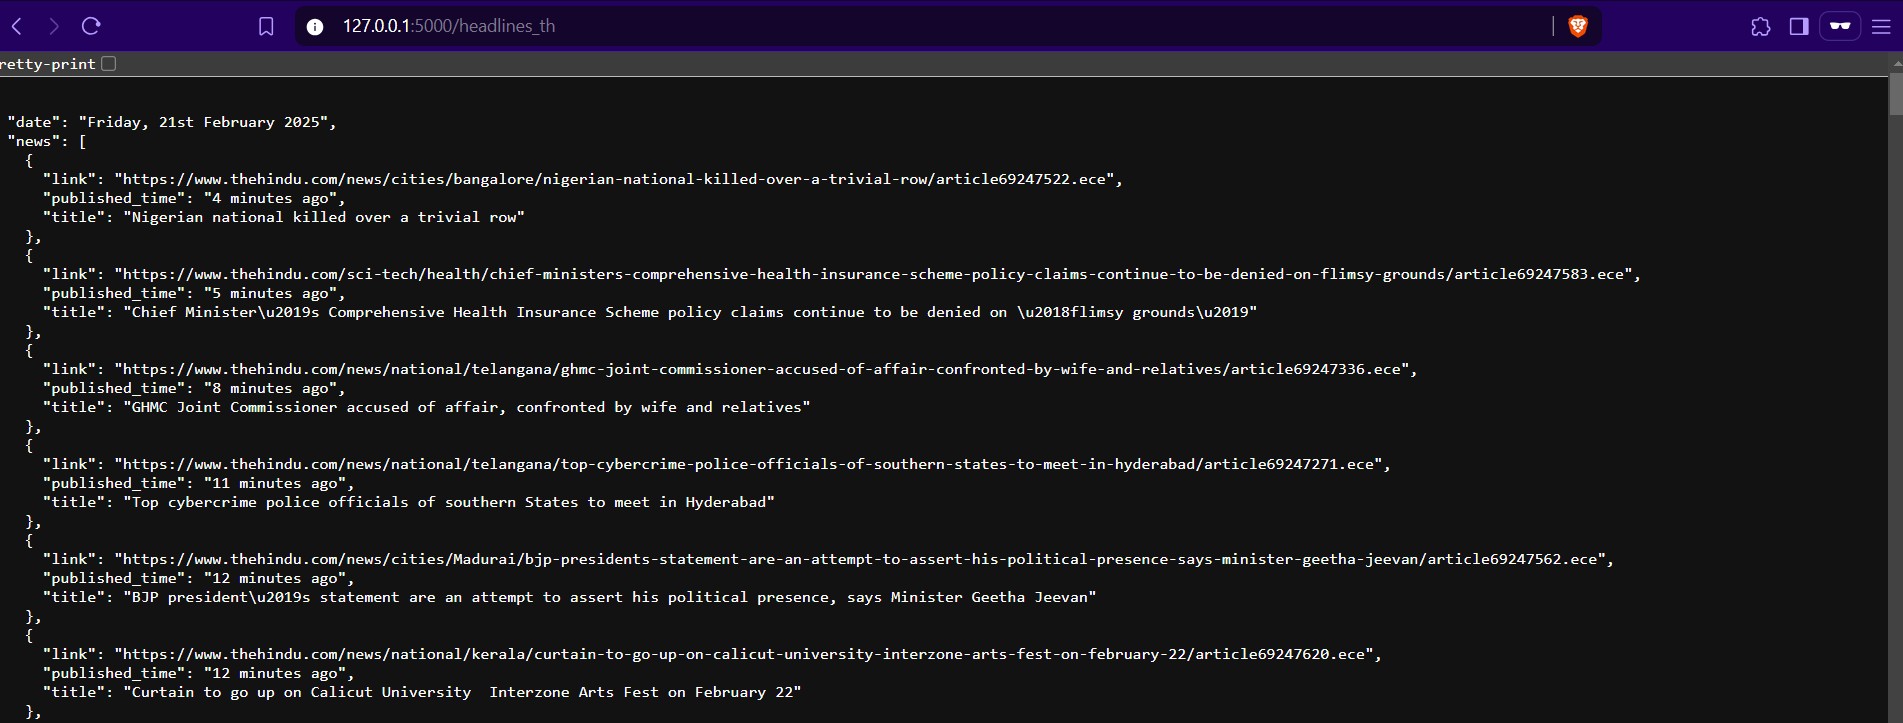 127.0.0.1:5000/headlines_th
retty-print
"date": "Friday, 21st February 2025",
"news": [
{
"link": "https://www.thehindu.com/news/cities/bangalore/nigerian-national-killed-over-a-trivial-row/article69247522.ece",
"published_time": "4 minutes ago",
"title": "Nigerian national killed over a trivial row"
},
{
"link": "https://www.thehindu.com/sci-tech/health/chief-ministers-comprehensive-health-insurance-scheme-policy-claims-continue-to-be-denied-on-flimsy-grounds/article69247583.ece",
"published_time": "5 minutes ago",
"title": "Chief Minister\u2019s Comprehensive Health Insurance Scheme policy claims continue to be denied on \u2018flimsy grounds\u2019"
},
{
"link": "https://www.thehindu.com/news/national/telangana/ghmc-joint-commissioner-accused-of-affair-confronted-by-wife-and-relatives/article69247336.ece",
"published_time": "8 minutes ago",
"title": "GHMC Joint Commissioner accused of affair, confronted by wife and relatives"
},
{
"link": "https://www.thehindu.com/news/national/telangana/top-cybercrime-police-officials-of-southern-states-to-meet-in-hyderabad/article69247271.ece",
"published_time": "11 minutes ago",
"title": "Top cybercrime police officials of southern States to meet in Hyderabad"
},
{
"link": "https://www.thehindu.com/news/cities/Madurai/bjp-presidents-statement-are-an-attempt-to-assert-his-political-presence-says-minister-geetha-jeevan/article69247562.ece",
"published_time": "12 minutes ago",
"title": "BJP president\u2019s statement are an attempt to assert his political presence, says Minister Geetha Jeevan"
},
{
"link": "https://www.thehindu.com/news/national/kerala/curtain-to-go-up-on-calicut-university-interzone-arts-fest-on-february-22/article69247620.ece",
"published_time": "12 minutes ago",
"title": "Curtain to go up on Calicut University  Interzone Arts Fest on February 22"
},